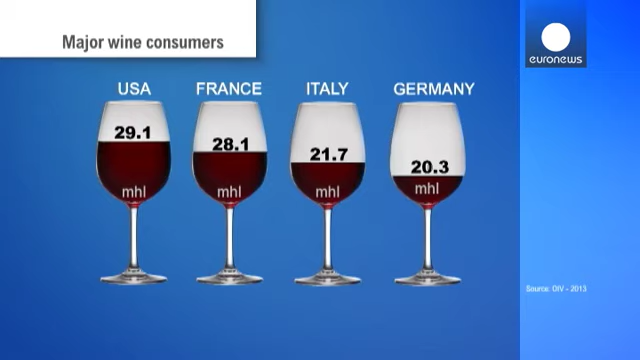 Major wine consumers
euronews
USA
FRANCE
ITALY
GERMANY
29.1
28.1
21.7
20.3
mhl
mhl
mhl
mhl
Source: OIV - 2013